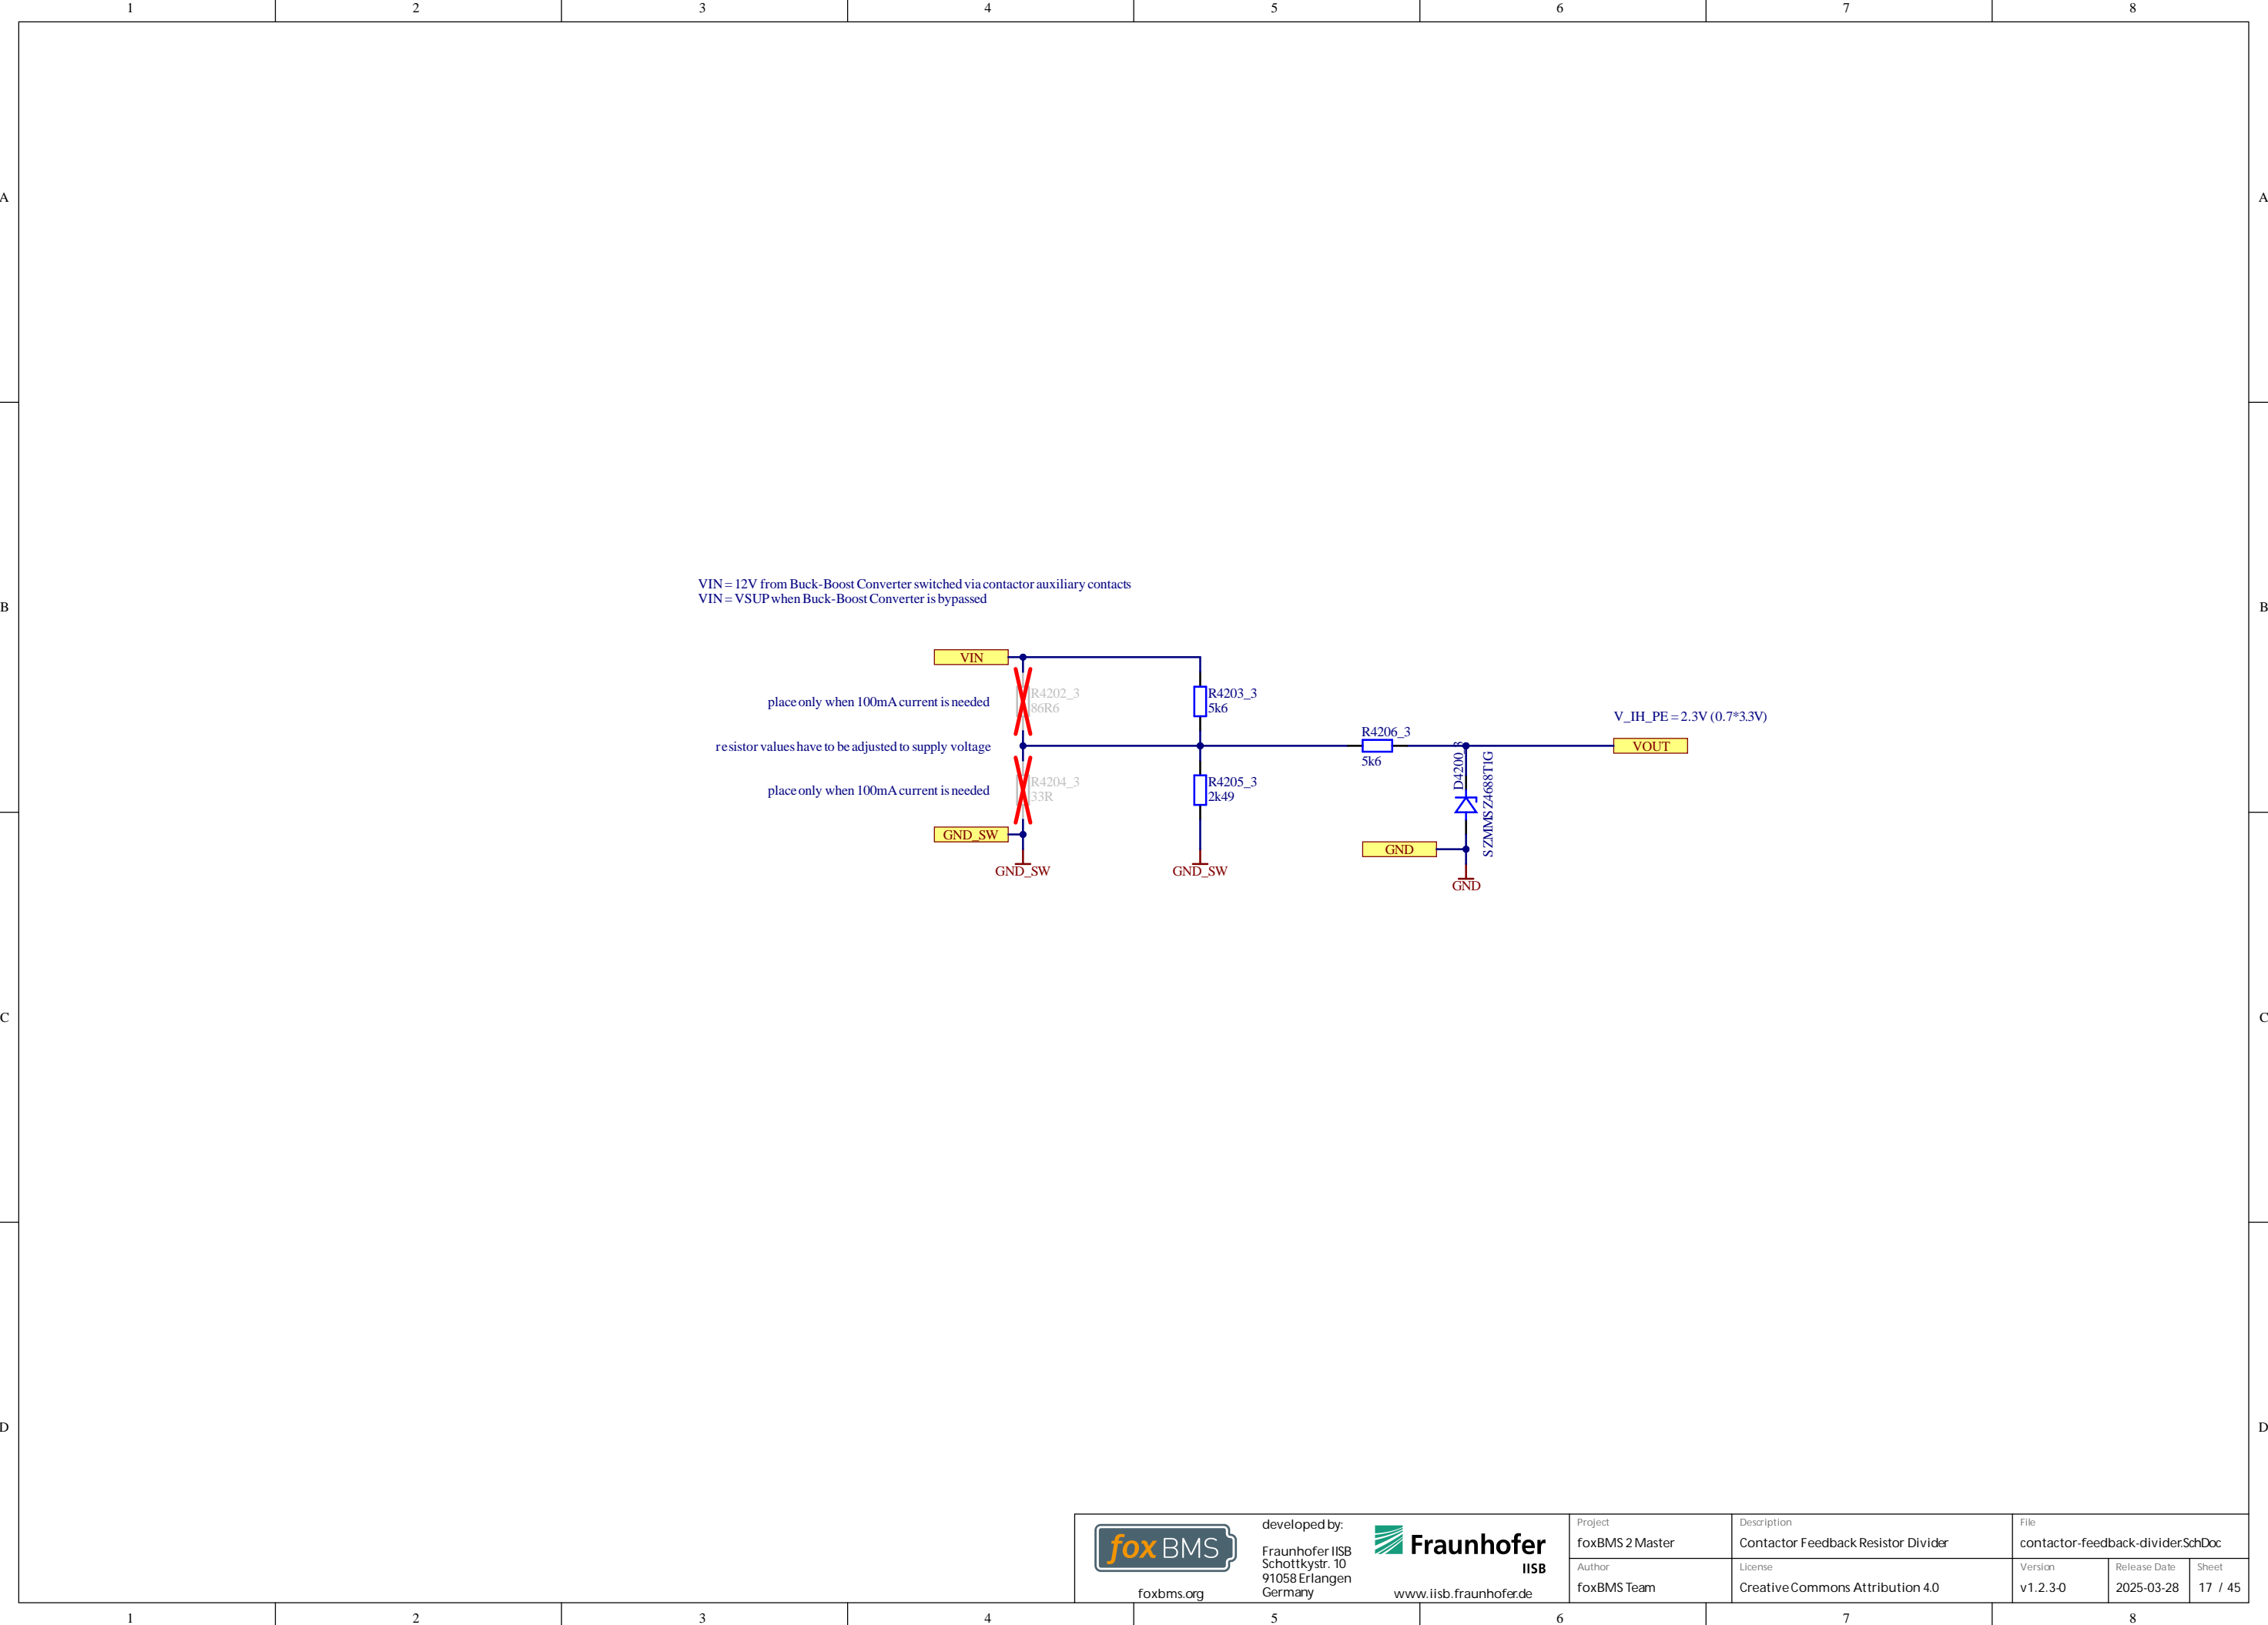 1 2 3 4 5 6 7 8
A A
VIN = 12V from Buck-Boost Converter switched via contactor auxiliary contacts
VIN = VSUP when Buck-Boost Converter is bypassed
B B
VIN
place only when 100mA current is needed
R4202_3
86R6
R4203_3
5k6
resistor values have to be adjusted to supply voltage
R4206_3
5k6
V_IH_PE = 2.3V (0.7*3.3V)
VOUT
place only when 100mA current is needed
R4204_3
33R
R4205_3
2k49
D4200_3
SZMMSZ4688T1G
GND_SW
GND_SW
GND_SW
GND
GND
C C
D D
fox BMS
foxbms.org
developed by:
Fraunhofer IISB
Schottkystr. 10
91058 Erlangen
Germany
Fraunhofer
IISB
www.iisb.fraunhofer.de
Project
foxBMS 2 Master
Description
Contactor Feedback Resistor Divider
File
contactor-feedback-divider.SchDoc
Author
foxBMS Team
License
Creative Commons Attribution 4.0
Version
v1.2.3-0
Release Date
2025-03-28
Sheet
17 / 45
1 2 3 4 5 6 7 8